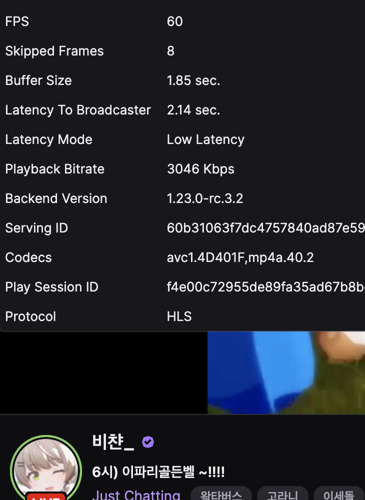 FPS 60
Skipped Frames 8
Buffer Size 1.85 sec.
Latency To Broadcaster 2.14 sec.
Latency Mode Low Latency
Playback Bitrate 3046 Kbps
Backend Version 1.23.0-rc.3.2
Serving ID 60b31063f7dc4757840ad87e59
Codecs avc1.4D401F,mp4a.40.2
Play Session ID f4e00c72955de89fa35ad67b8b
Protocol HLS
비챤_
6시) 이파리골든벨 ~!!!!
Just Chatting 왁타버스 고라니 이세돌